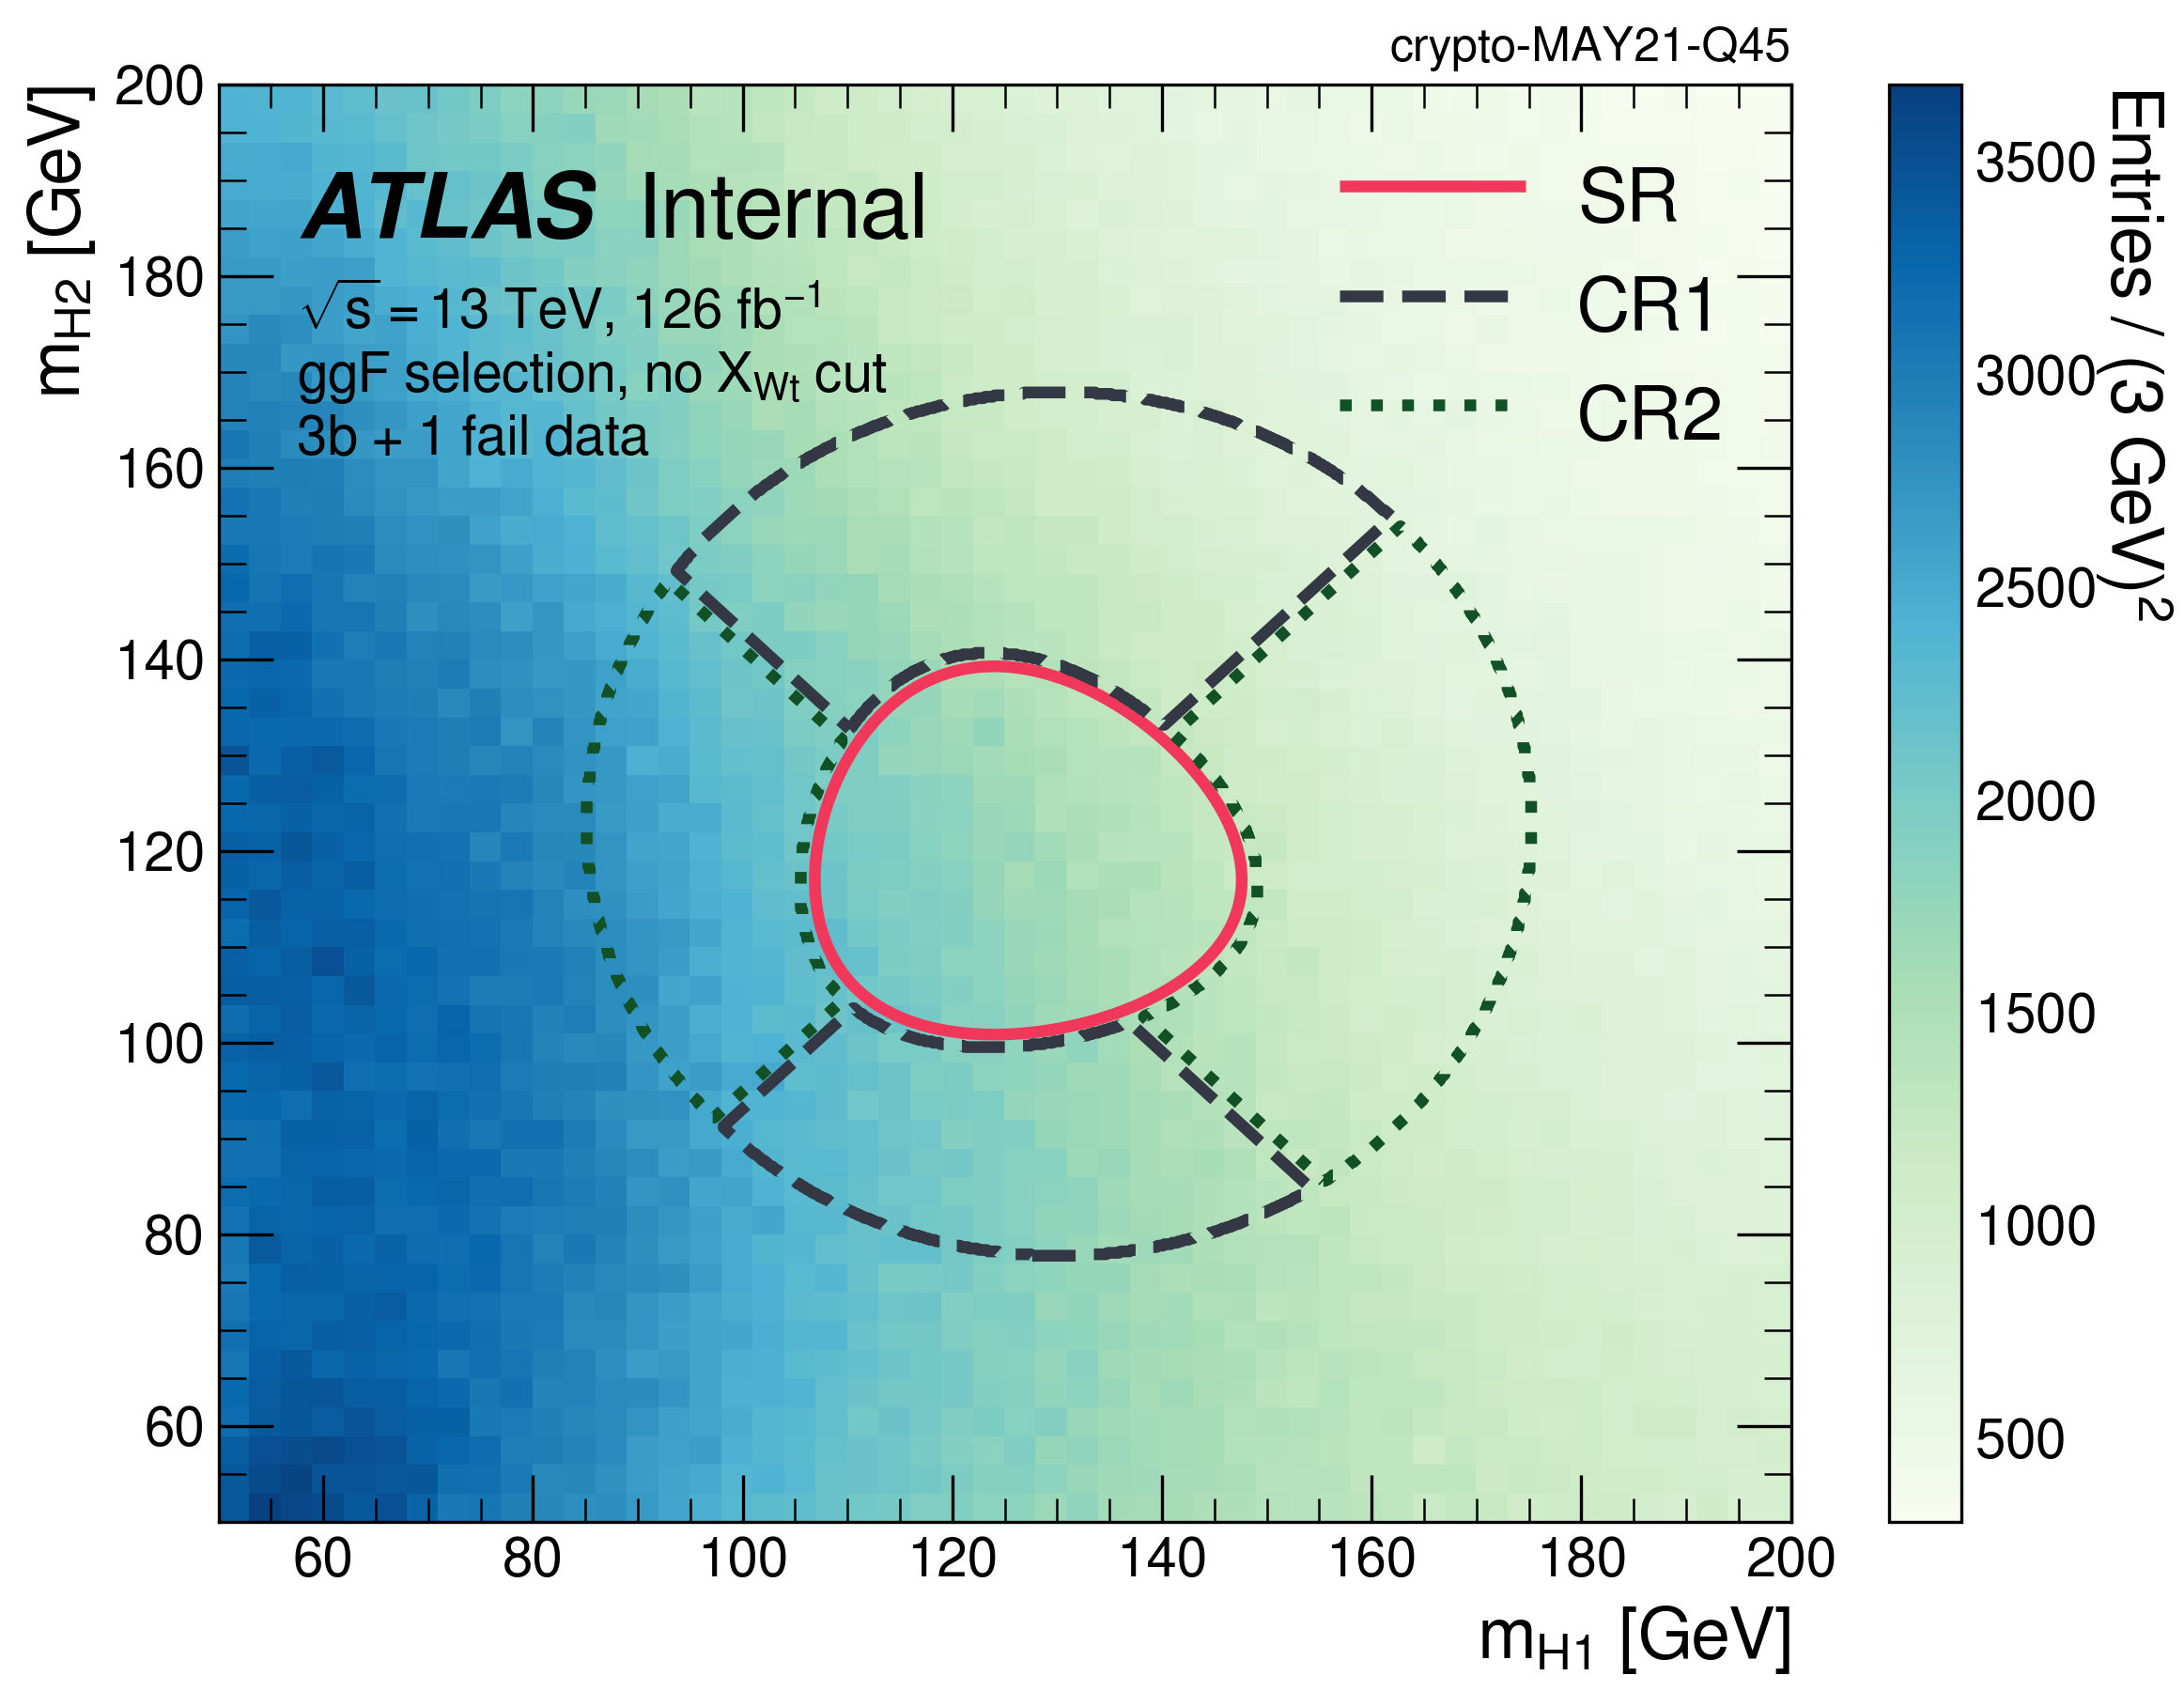 crypto-MAY21-Q45
ATLAS Internal
√s = 13 TeV, 126 fb⁻¹
ggF selection, no X_Wt cut
3b + 1 fail data
SR
CR1
CR2
m_H2 [GeV]
200
180
160
140
120
100
80
60
60 80 100 120 140 160 180 200
m_H1 [GeV]
3500
3000
2500
2000
1500
1000
500
Entries / (3 GeV)²